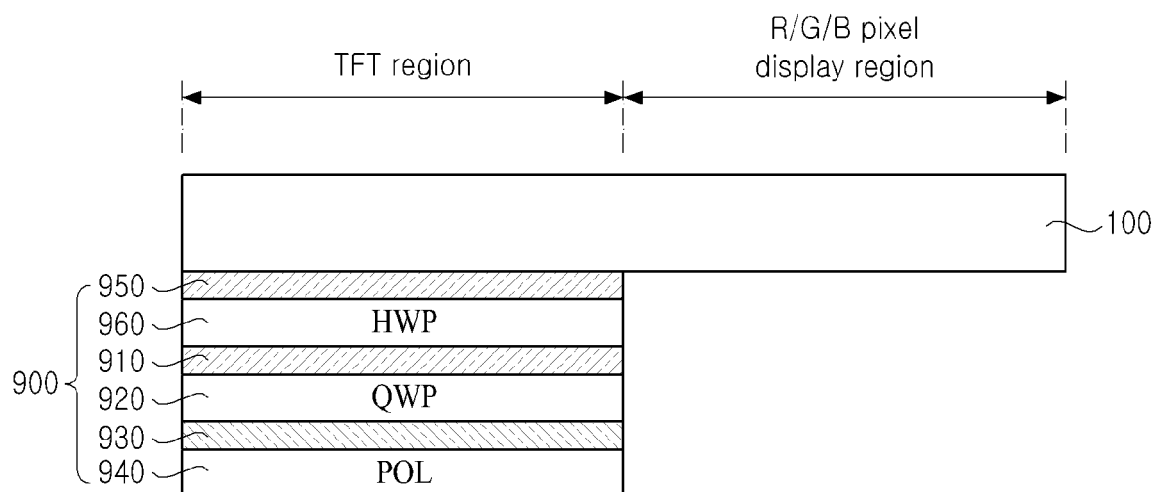 R/G/B pixel
TFT region
display region
100
950
960
HWP
910
900
920
QWP
930
940
POL